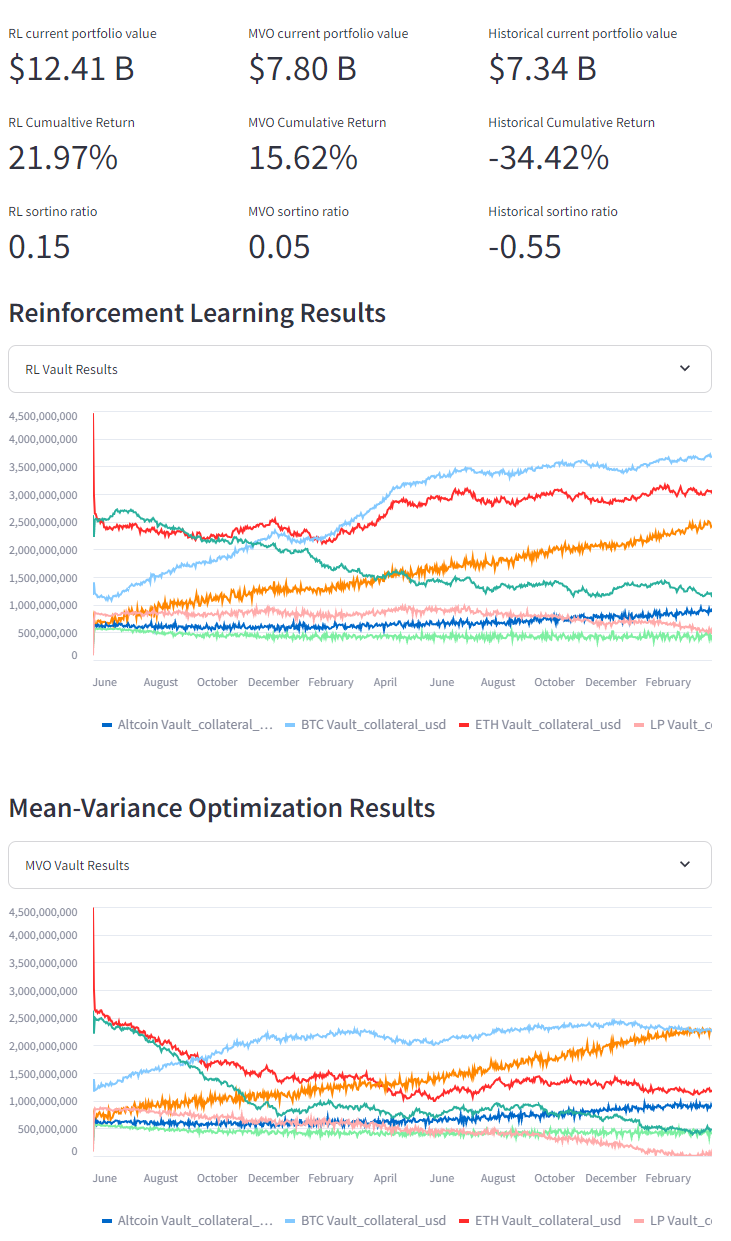 RL current portfolio value MVO current portfolio value Historical current portfolio value
$12.41 B $7.80 B $7.34 B
RL Cumualtive Return MVO Cumulative Return Historical Cumulative Return
21.97% 15.62% -34.42%
RL sortino ratio MVO sortino ratio Historical sortino ratio
0.15 0.05 -0.55
Reinforcement Learning Results
RL Vault Results
4,500,000,000
4,000,000,000
3,500,000,000
3,000,000,000
2,500,000,000
2,000,000,000
1,500,000,000
1,000,000,000
500,000,000
0
June August October December February April June August October December February
Altcoin Vault_collateral_… BTC Vault_collateral_usd ETH Vault_collateral_usd LP Vault_c
Mean-Variance Optimization Results
MVO Vault Results
4,500,000,000
4,000,000,000
3,500,000,000
3,000,000,000
2,500,000,000
2,000,000,000
1,500,000,000
1,000,000,000
500,000,000
0
June August October December February April June August October December February
Altcoin Vault_collateral_… BTC Vault_collateral_usd ETH Vault_collateral_usd LP Vault_c